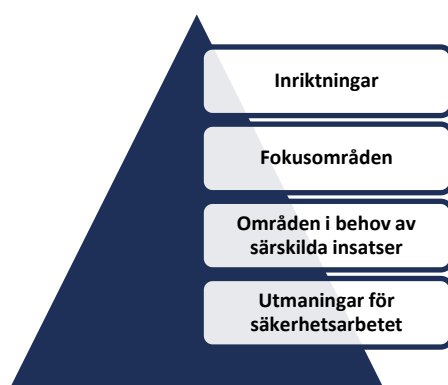 Inriktningar
Fokusområden
Områden i behov av
särskilda insatser
Utmaningar för
säkerhetsarbetet